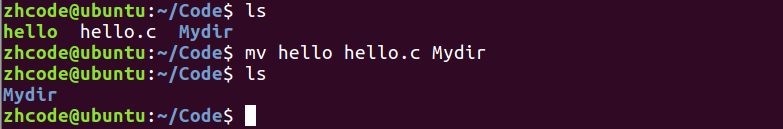 zhcode@ubuntu:~/Code$ ls
hello  hello.c  Mydir
zhcode@ubuntu:~/Code$ mv hello hello.c Mydir
zhcode@ubuntu:~/Code$ ls
Mydir
zhcode@ubuntu:~/Code$